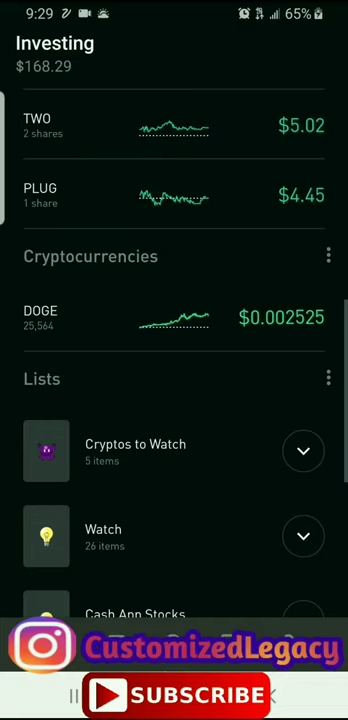 9:29
65%
Investing
$168.29
TWO
2 shares
$5.02
PLUG
1 share
$4.45
Cryptocurrencies
DOGE
25,564
$0.002525
Lists
Cryptos to Watch
5 items
Watch
26 items
Cash App Stocks
CustomizedLegacy
SUBSCRIBE